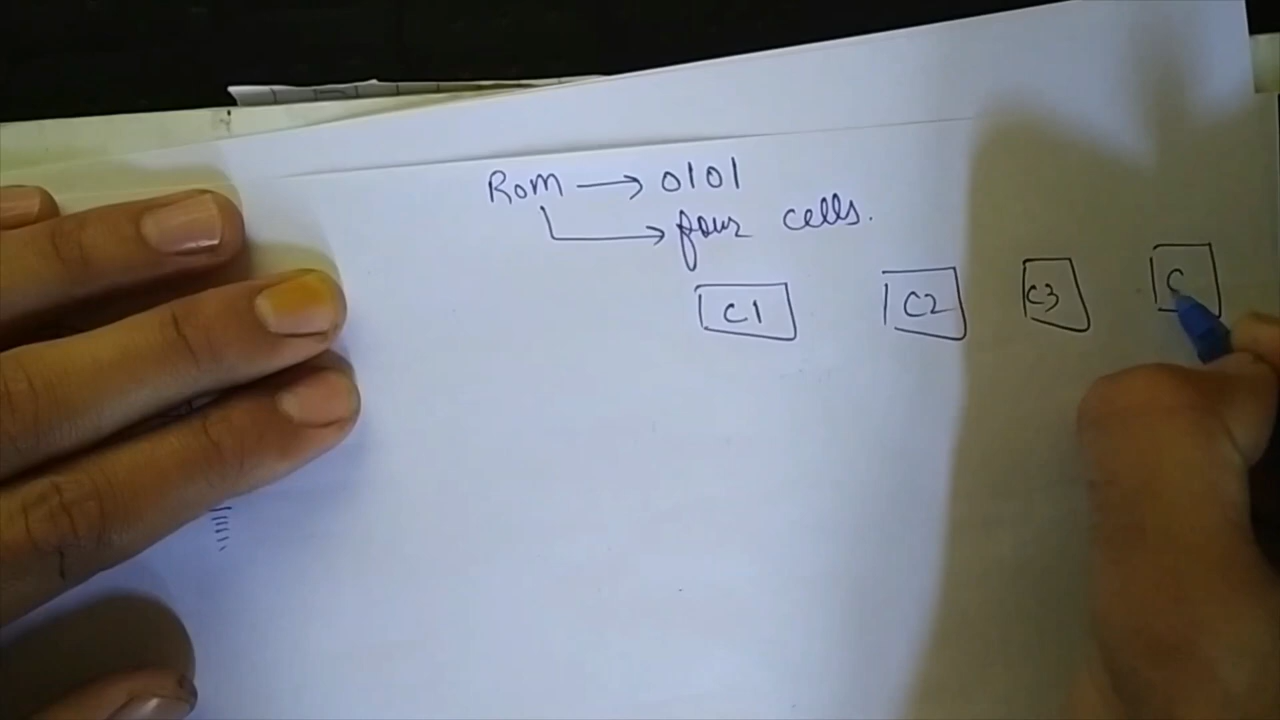 Rom → 0101
→ four cells.
C1 C2 C3 C